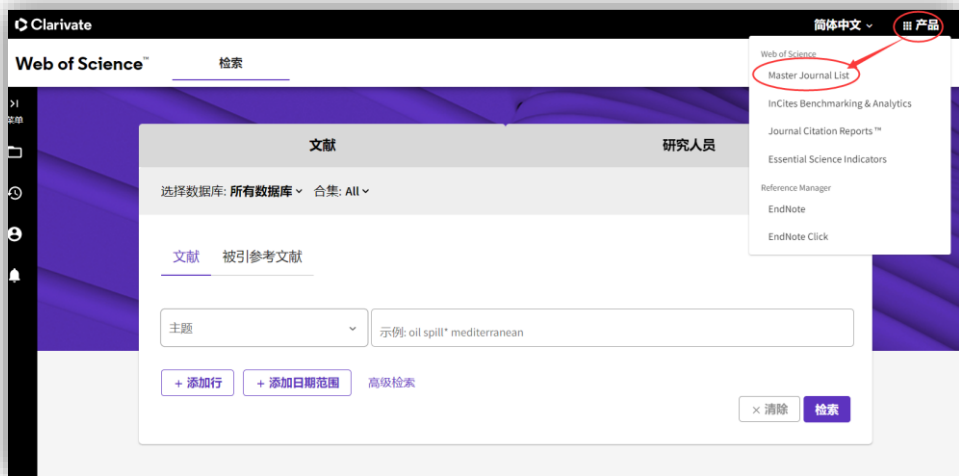 Clarivate
简体中文
产品
Web of Science™
检索
Web of Science
Master Journal List
InCites Benchmarking & Analytics
Journal Citation Reports ™
Essential Science Indicators
Reference Manager
EndNote
EndNote Click
菜单
文献
研究人员
选择数据库: 所有数据库 合集: All
文献 被引参考文献
主题
示例: oil spill* mediterranean
+ 添加行 + 添加日期范围 高级检索
× 清除 检索